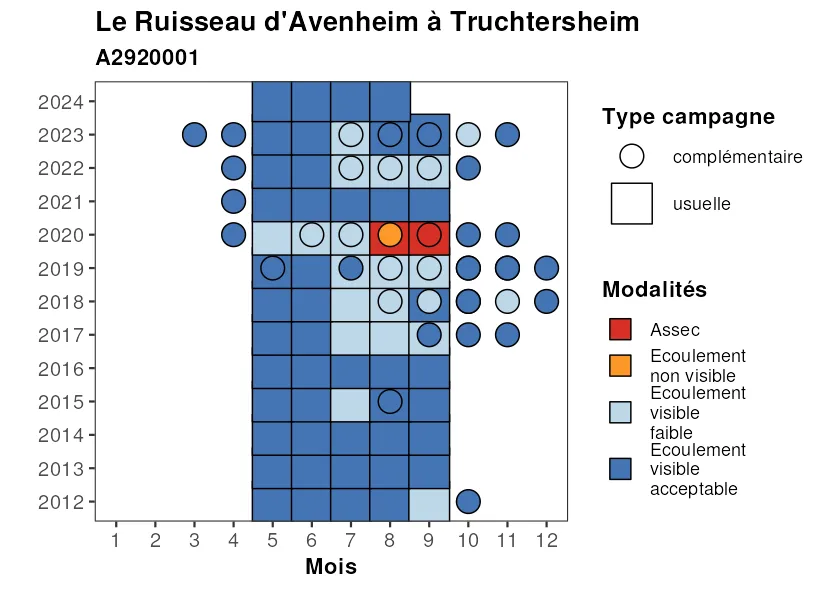 Le Ruisseau d'Avenheim à Truchtersheim
A2920001
2024
2023
2022
2021
2020
2019
2018
2017
2016
2015
2014
2013
2012
1 2 3 4 5 6 7 8 9 10 11 12
Mois
Type campagne
complémentaire
usuelle
Modalités
Assec
Ecoulement
non visible
Ecoulement
visible
faible
Ecoulement
visible
acceptable